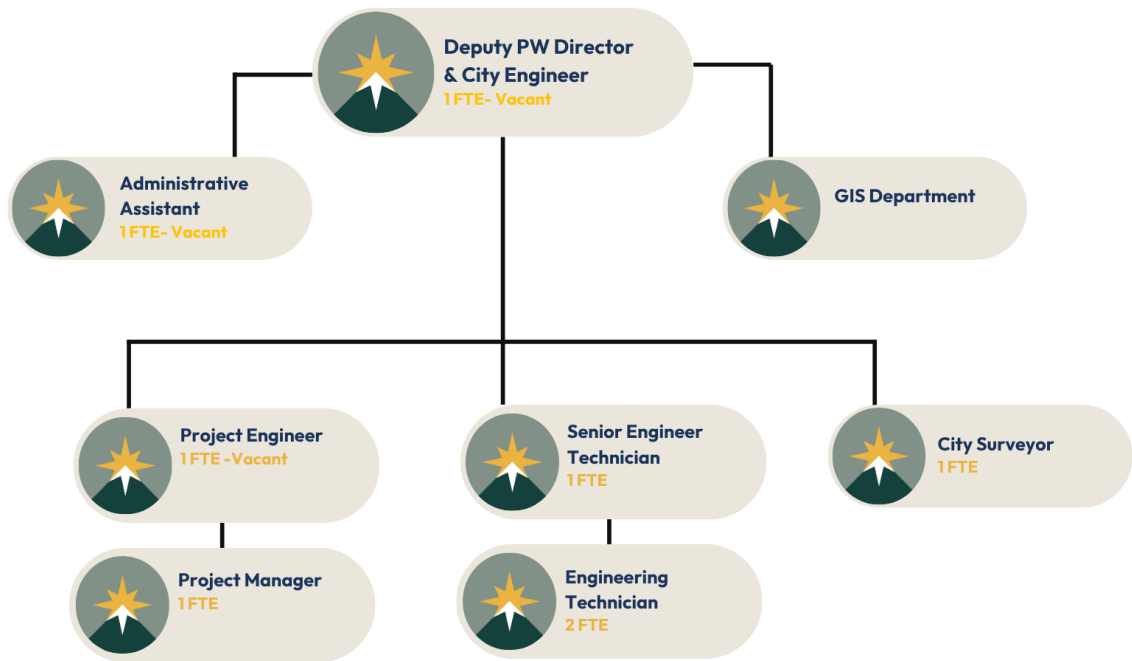 Deputy PW Director
& City Engineer
1 FTE- Vacant
Administrative
Assistant
1 FTE- Vacant
GIS Department
Project Engineer
1 FTE -Vacant
Senior Engineer
Technician
1 FTE
City Surveyor
1 FTE
Project Manager
1 FTE
Engineering
Technician
2 FTE